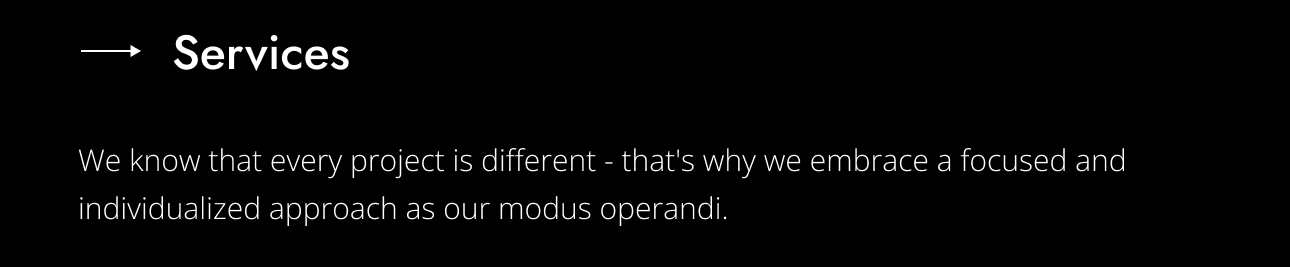 Services
We know that every project is different - that's why we embrace a focused and
individualized approach as our modus operandi.